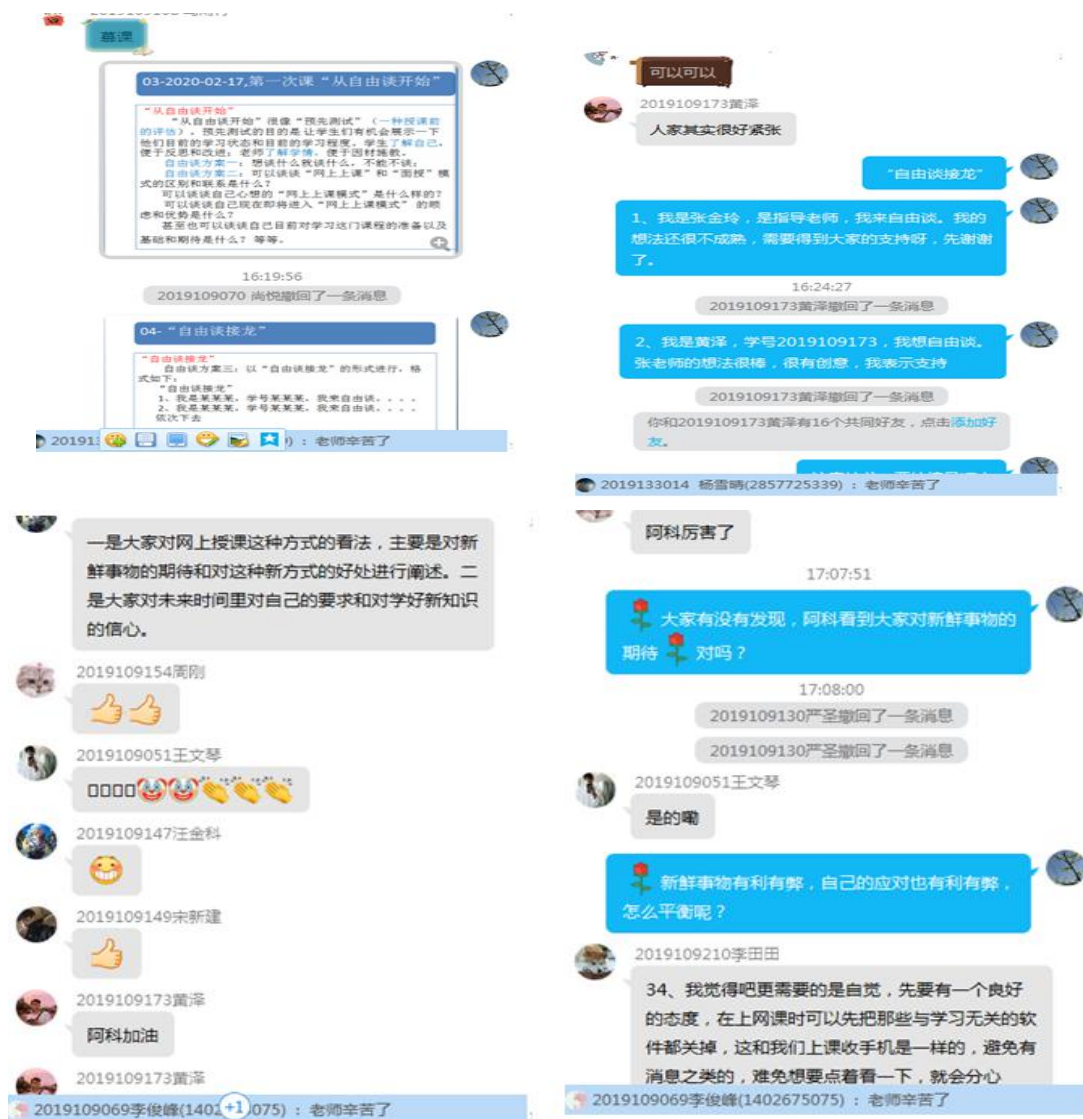 慕课
03-2020-02-17,第一次课“从自由谈开始”
“从自由谈开始”
“从自由谈开始”很像“预先测试”(一种授课前
的评估)。预先测试的目的是让学生们有机会展示一下
他们目前的学习状态和目前的学习程度。学生了解自己,
便于反思和改进;老师了解学情,便于因材施教。
自由谈方案一:想谈什么就谈什么,不能不谈;
自由谈方案二:可以谈谈“网上上课”和“面授”模
式的区别和联系是什么?
可以谈谈自己心想的“网上上课模式”是什么样的?
可以谈谈自己现在即将进入“网上上课模式”的顾
虑和优势是什么?
甚至也可以谈谈自己目前对学习这门课程的准备以及
基础和期待是什么?等等。
16:19:56
2019109070 尚悦撤回了一条消息
04-“自由谈接龙”
“自由谈接龙”
自由谈方案三:以“自由谈接龙”的形式进行,格
式如下:
“自由谈接龙”
1、我是某某某,学号某某某,我来自由谈....
2、我是某某某,学号某某某,我来自由谈....
依次下去
201913
):老师辛苦了
可以可以
2019109173黄泽
人家其实很好紧张
“自由谈接龙”
1、我是张金玲,是指导老师,我来自由谈。我的
想法还很不成熟,需要得到大家的支持呀,先谢谢
了。
16:24:27
2019109173黄泽撤回了一条消息
2、我是黄泽,学号2019109173,我想自由谈。
张老师的想法很棒,很有创意,我表示支持
2019109173黄泽撤回了一条消息
你和2019109173黄泽有16个共同好友,点击添加好
友。
2019133014 杨雪晴(2857725339):老师辛苦了
一是大家对网上授课这种方式的看法,主要是对新
鲜事物的期待和对这种新方式的好处进行阐述。二
是大家对未来时间里对自己的要求和对学好新知识
的信心。
2019109154周刚
2019109051王文琴
2019109147汪金科
2019109149宋新建
2019109173黄泽
阿科加油
2019109173黄泽
2019109069李俊峰(1402 +1 075):老师辛苦了
阿科厉害了
17:07:51
大家有没有发现,阿科看到大家对新鲜事物的
期待 对吗?
17:08:00
2019109130严圣撤回了一条消息
2019109130严圣撤回了一条消息
2019109051王文琴
是的嘞
新鲜事物有利有弊,自己的应对也有利有弊,
怎么平衡呢?
2019109210李田田
34、我觉得吧更需要的是自觉,先要有一个良好
的态度,在上网课时可以先把那些与学习无关的软
件都关掉,这和我们上课收手机是一样的,避免有
消息之类的,难免想要点着看一下,就会分心
2019109069李俊峰(1402675075):老师辛苦了